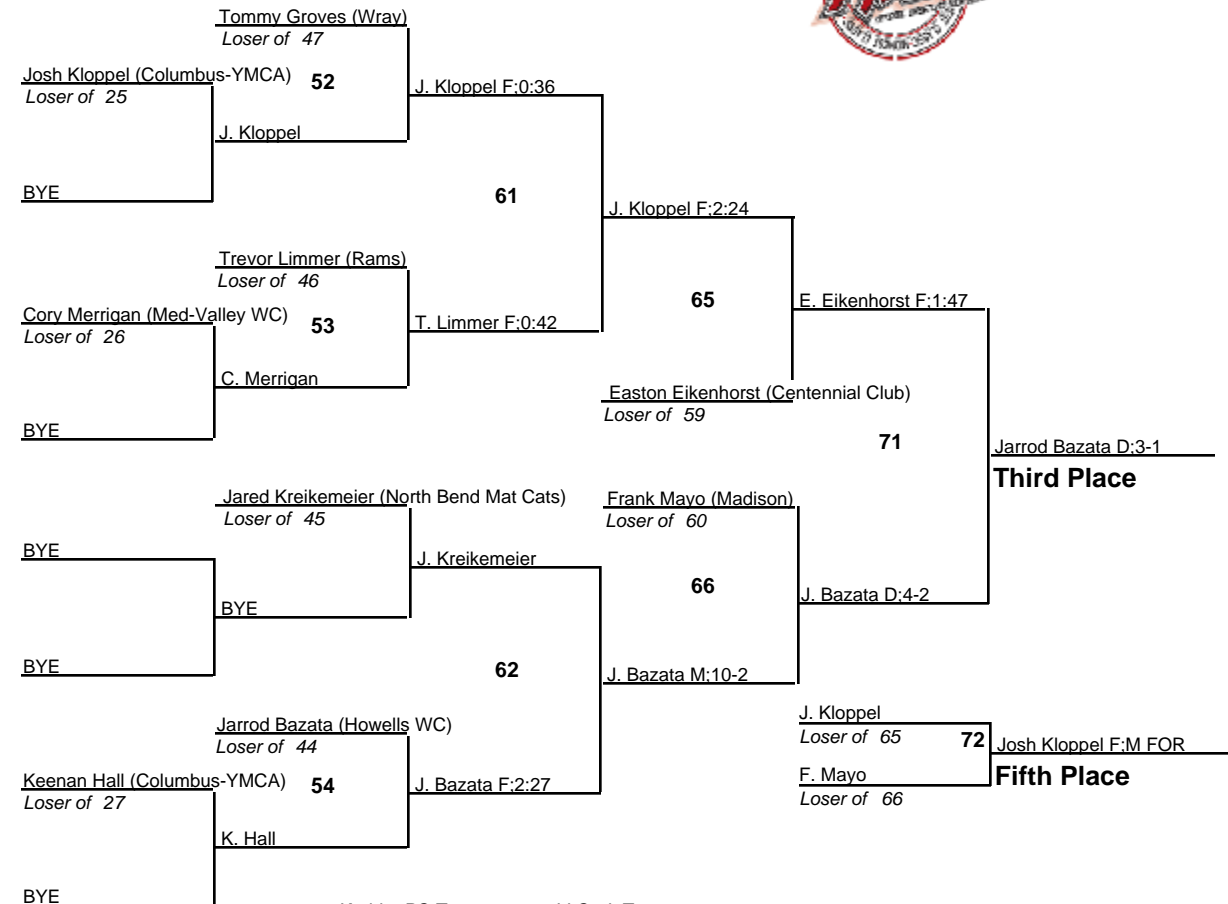 Tommy Groves (Wray)
Loser of 47
Josh Kloppel (Columbus-YMCA)
52
Loser of 25
J. Kloppel F;0:36
J. Kloppel
BYE
61
J. Kloppel F;2:24
Trevor Limmer (Rams)
Loser of 46
65
E. Eikenhorst F;1:47
Cory Merrigan (Med-Valley WC)
53
Loser of 26
T. Limmer F;0:42
C. Merrigan
Easton Eikenhorst (Centennial Club)
Loser of 59
BYE
71
Jarrod Bazata D;3-1
Third Place
Jared Kreikemeier (North Bend Mat Cats)
Loser of 45
Frank Mayo (Madison)
Loser of 60
BYE
J. Kreikemeier
66
J. Bazata D;4-2
BYE
BYE
62
J. Bazata M;10-2
J. Kloppel
Loser of 65
72
Josh Kloppel F;M FOR
Fifth Place
F. Mayo
Loser of 66
Jarrod Bazata (Howells WC)
Loser of 44
Keenan Hall (Columbus-YMCA)
54
Loser of 27
J. Bazata F;2:27
K. Hall
BYE